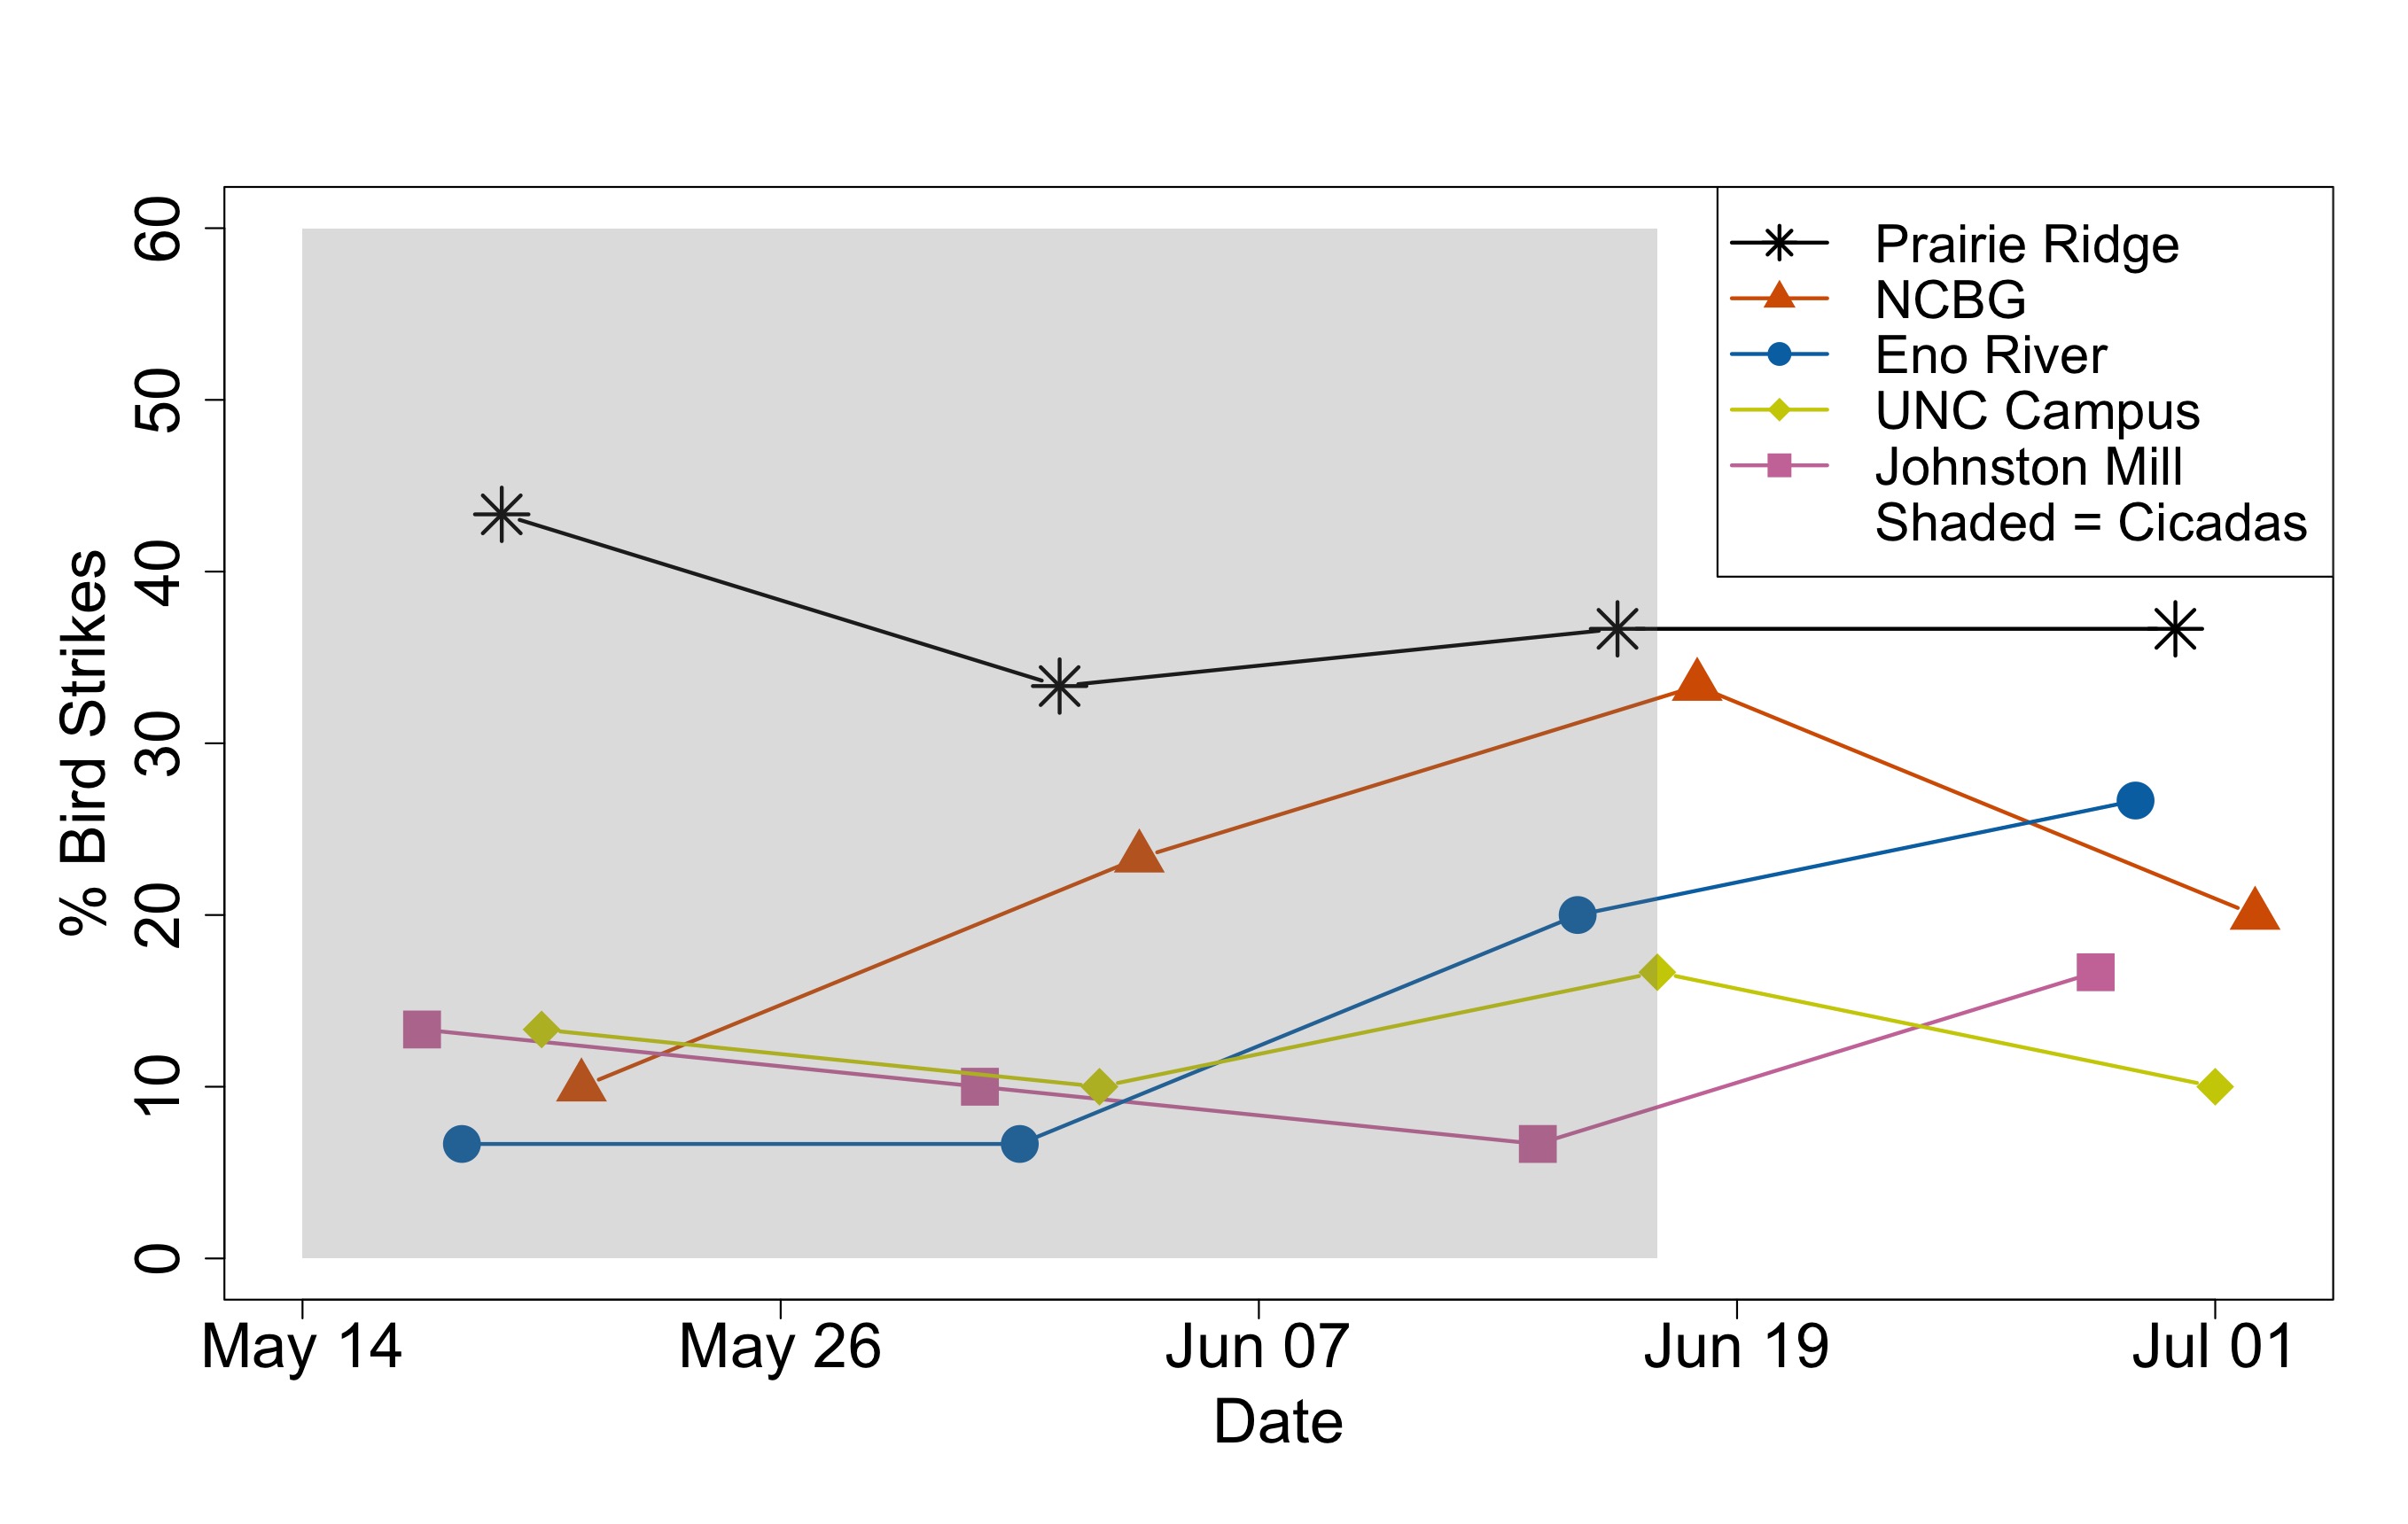 Prairie Ridge
NCBG
Eno River
UNC Campus
Johnston Mill
Shaded = Cicadas
% Bird Strikes
60
50
40
30
20
10
0
May 14
May 26
Jun 07
Jun 19
Jul 01
Date